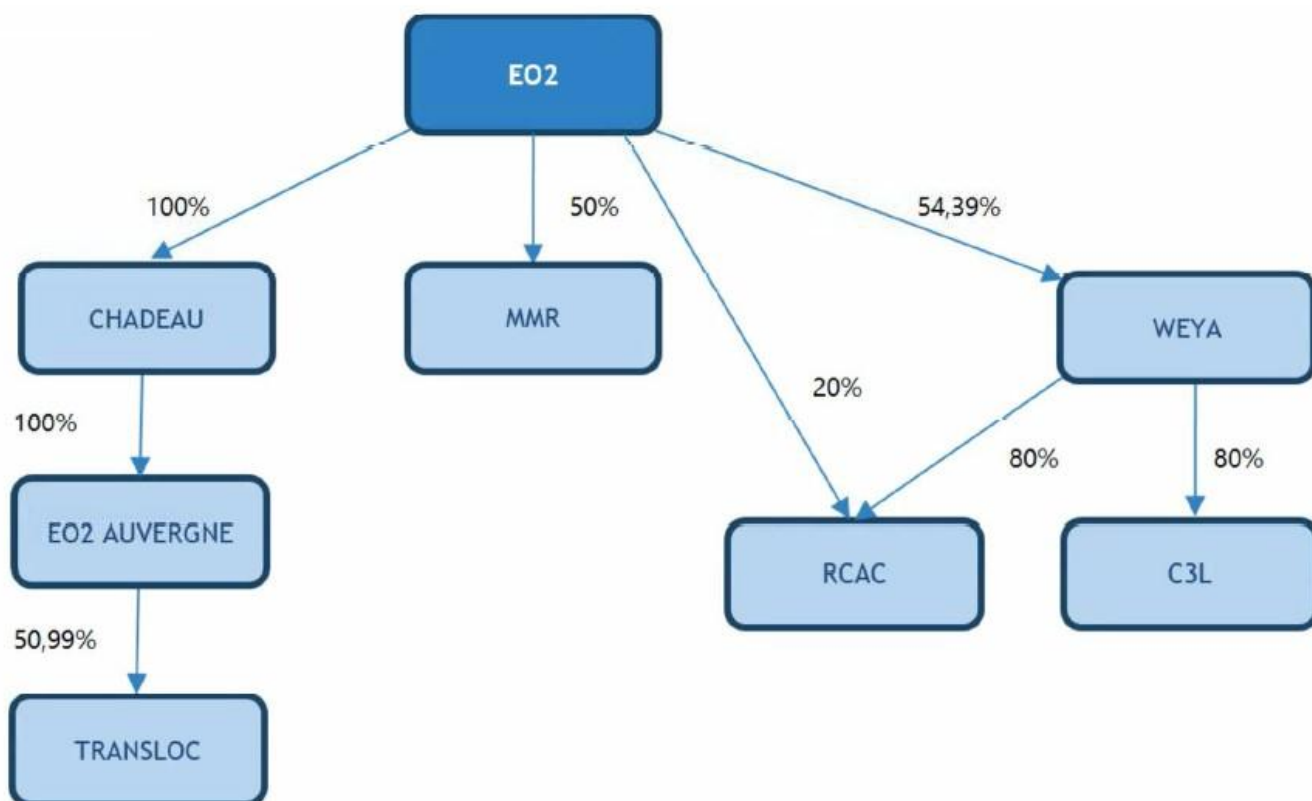 EO2
100%
50%
54,39%
CHADEAU
MMR
WEYA
20%
100%
80%
80%
EO2 AUVERGNE
RCAC
C3L
50,99%
TRANSLOC